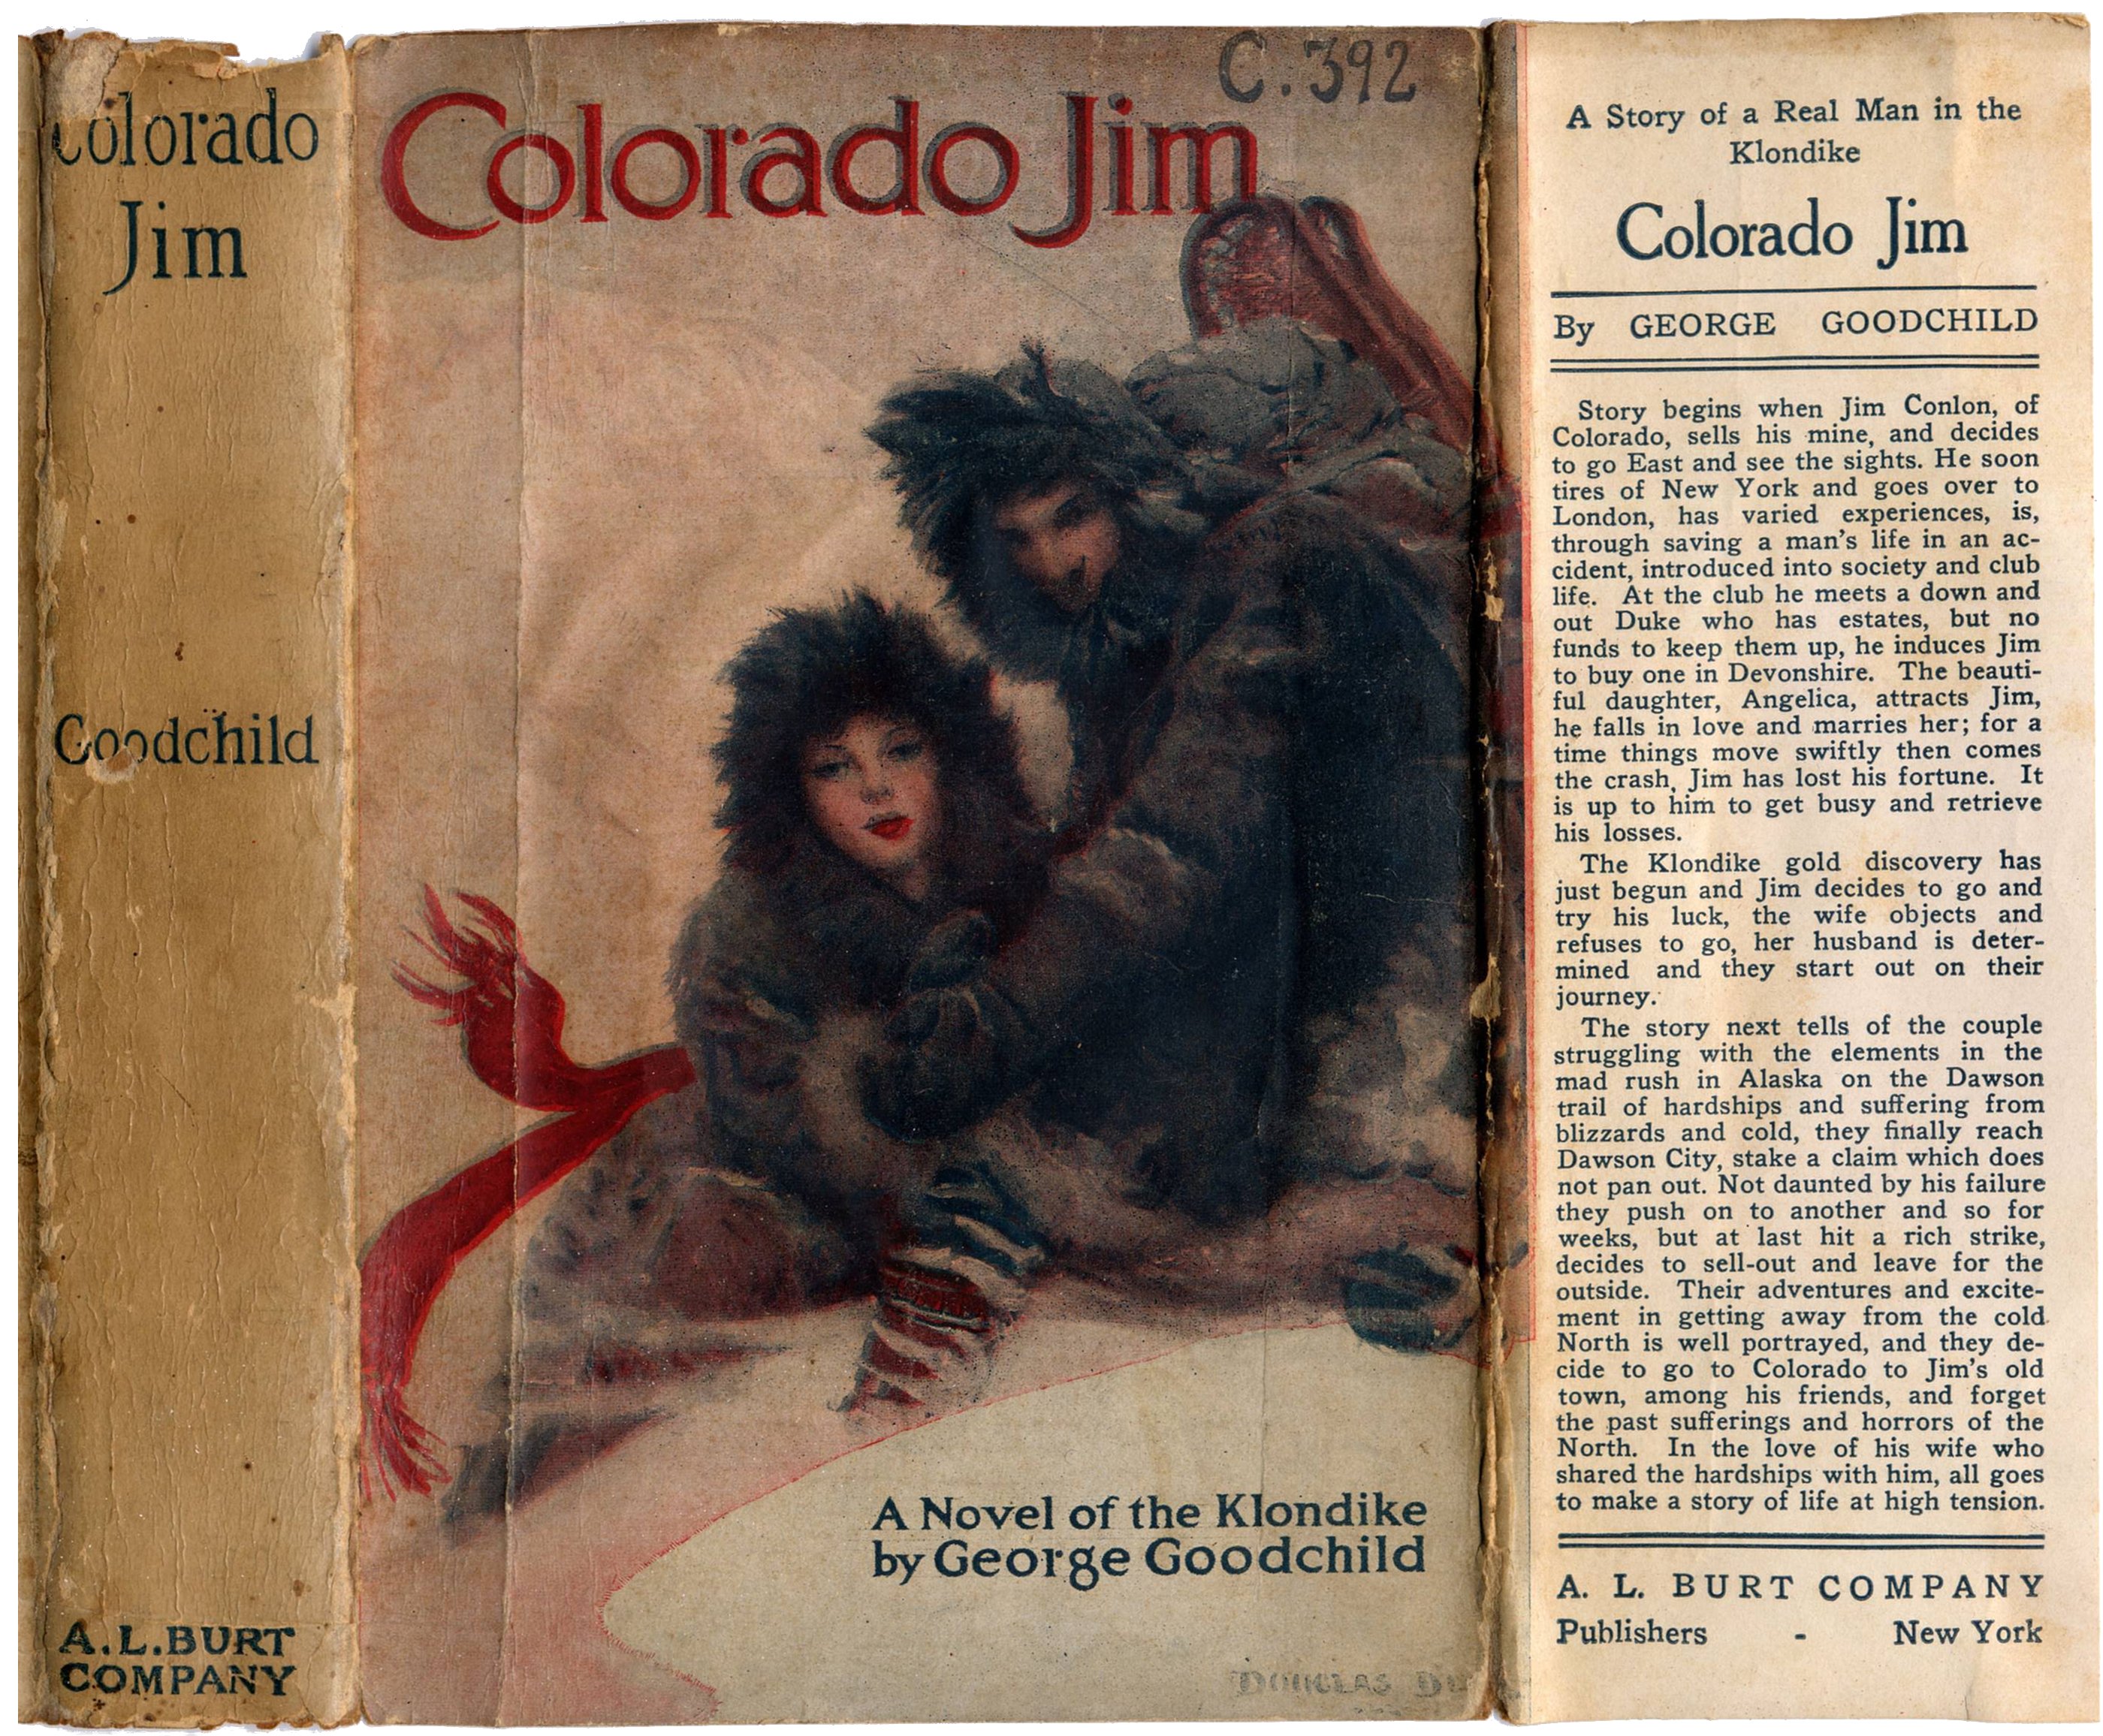 Colorado
Jim
Goodchild
A.L.BURT
COMPANY
C.392
Colorado Jim
A Novel of the Klondike
by George Goodchild
DOUGLAS
A Story of a Real Man in the
Klondike
Colorado Jim
By GEORGE GOODCHILD
Story begins when Jim Conlon, of
Colorado, sells his mine, and decides
to go East and see the sights. He soon
tires of New York and goes over to
London, has varied experiences, is,
through saving a man's life in an ac-
cident, introduced into society and club
life. At the club he meets a down and
out Duke who has estates, but no
funds to keep them up, he induces Jim
to buy one in Devonshire. The beauti-
ful daughter, Angelica, attracts Jim,
he falls in love and marries her; for a
time things move swiftly then comes
the crash, Jim has lost his fortune. It
is up to him to get busy and retrieve
his losses.
The Klondike gold discovery has
just begun and Jim decides to go and
try his luck, the wife objects and
refuses to go, her husband is deter-
mined and they start out on their
journey.
The story next tells of the couple
struggling with the elements in the
mad rush in Alaska on the Dawson
trail of hardships and suffering from
blizzards and cold, they finally reach
Dawson City, stake a claim which does
not pan out. Not daunted by his failure
they push on to another and so for
weeks, but at last hit a rich strike,
decides to sell-out and leave for the
outside. Their adventures and excite-
ment in getting away from the cold
North is well portrayed, and they de-
cide to go to Colorado to Jim's old
town, among his friends, and forget
the past sufferings and horrors of the
North. In the love of his wife who
shared the hardships with him, all goes
to make a story of life at high tension.
A. L. BURT COMPANY
Publishers - New York